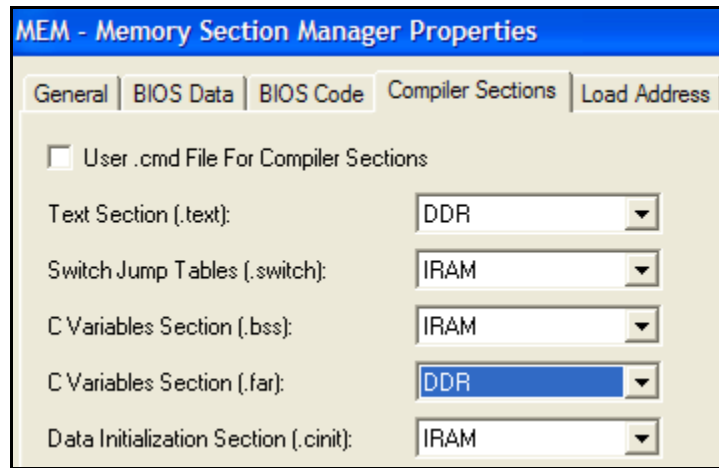 MEM - Memory Section Manager Properties
General BIOS Data BIOS Code Compiler Sections Load Address
User .cmd File For Compiler Sections
Text Section (.text): DDR
Switch Jump Tables (.switch): IRAM
C Variables Section (.bss): IRAM
C Variables Section (.far): DDR
Data Initialization Section (.cinit): IRAM